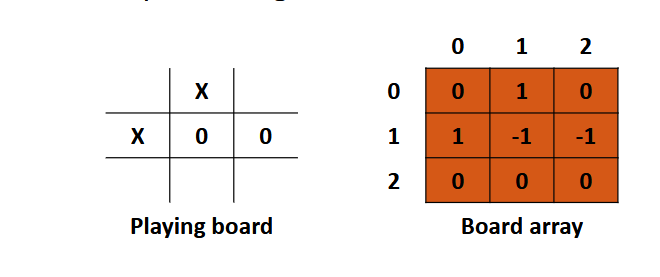 0 1 2
X
0 0 1 0
X 0 0
1 1 -1 -1
2 0 0 0
Playing board
Board array